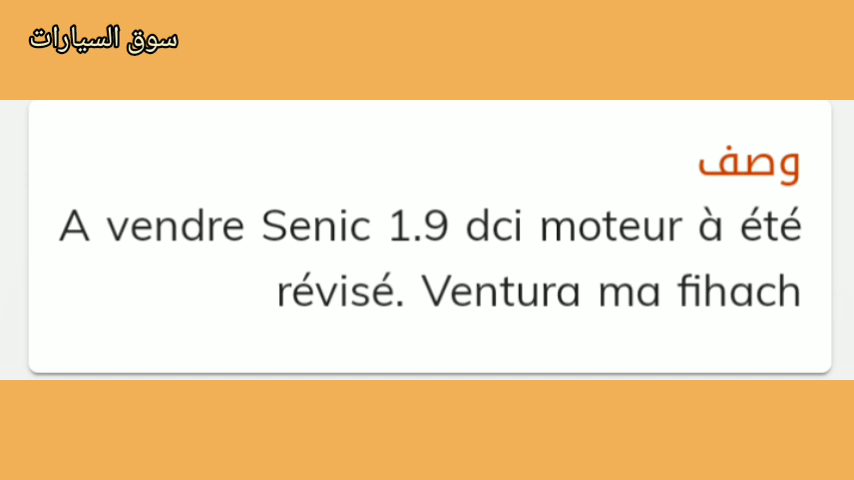 سوق السيارات
وصف
A vendre Senic 1.9 dci moteur à été
révisé. Ventura ma fihach